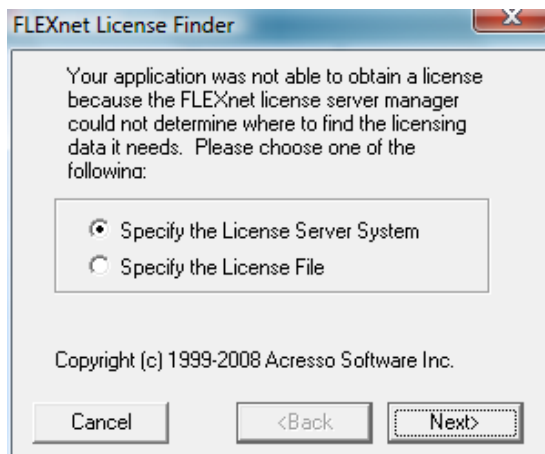 FLEXnet License Finder
Your application was not able to obtain a license
because the FLEXnet license server manager
could not determine where to find the licensing
data it needs.  Please choose one of the
following:
Specify the License Server System
Specify the License File
Copyright (c) 1999-2008 Acresso Software Inc.
Cancel
<Back
Next>